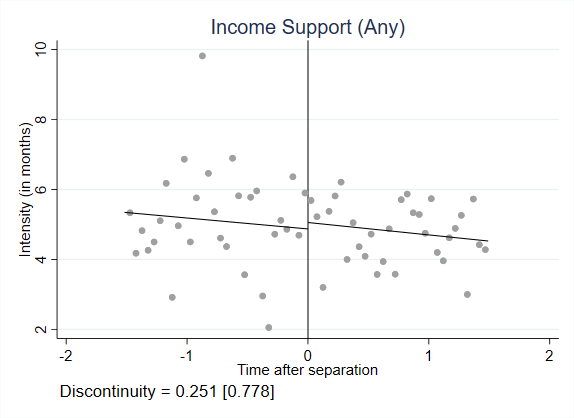 Income Support (Any)
Intensity (in months)
10
8
6
4
2
-2 -1 0 1 2
Time after separation
Discontinuity = 0.251 [0.778]